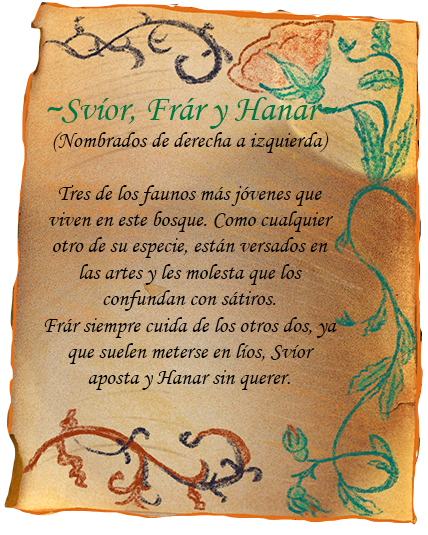 ~Svíor, Frár y Hanar~
(Nombrados de derecha a izquierda)
Tres de los faunos más jóvenes que
viven en este bosque. Como cualquier
otro de su especie, están versados en
las artes y les molesta que los
confundan con sátiros.
Frár siempre cuida de los otros dos, ya
que suelen meterse en líos, Svíor
aposta y Hanar sin querer.